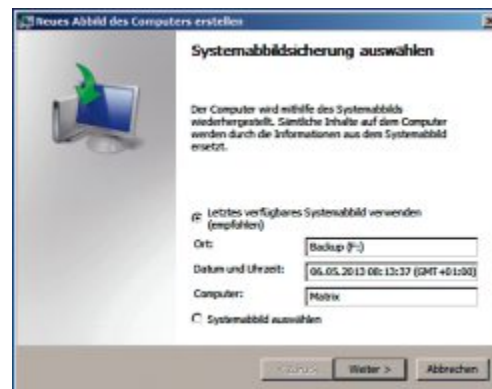 Neues Abbild des Computers erstellen
Systemabbildsicherung auswählen
Der Computer wird mithilfe des Systemabbilds
wiederhergestellt. Sämtliche Inhalte auf dem Computer
werden durch die Informationen aus dem Systemabbild
ersetzt.
Letztes verfügbares Systemabbild verwenden
(empfohlen)
Ort: Backup (F:)
Datum und Uhrzeit: 06.05.2013 08:13:37 (GMT+01:00)
Computer: Matrix
Systemabbild auswählen
< Zurück Weiter > Abbrechen